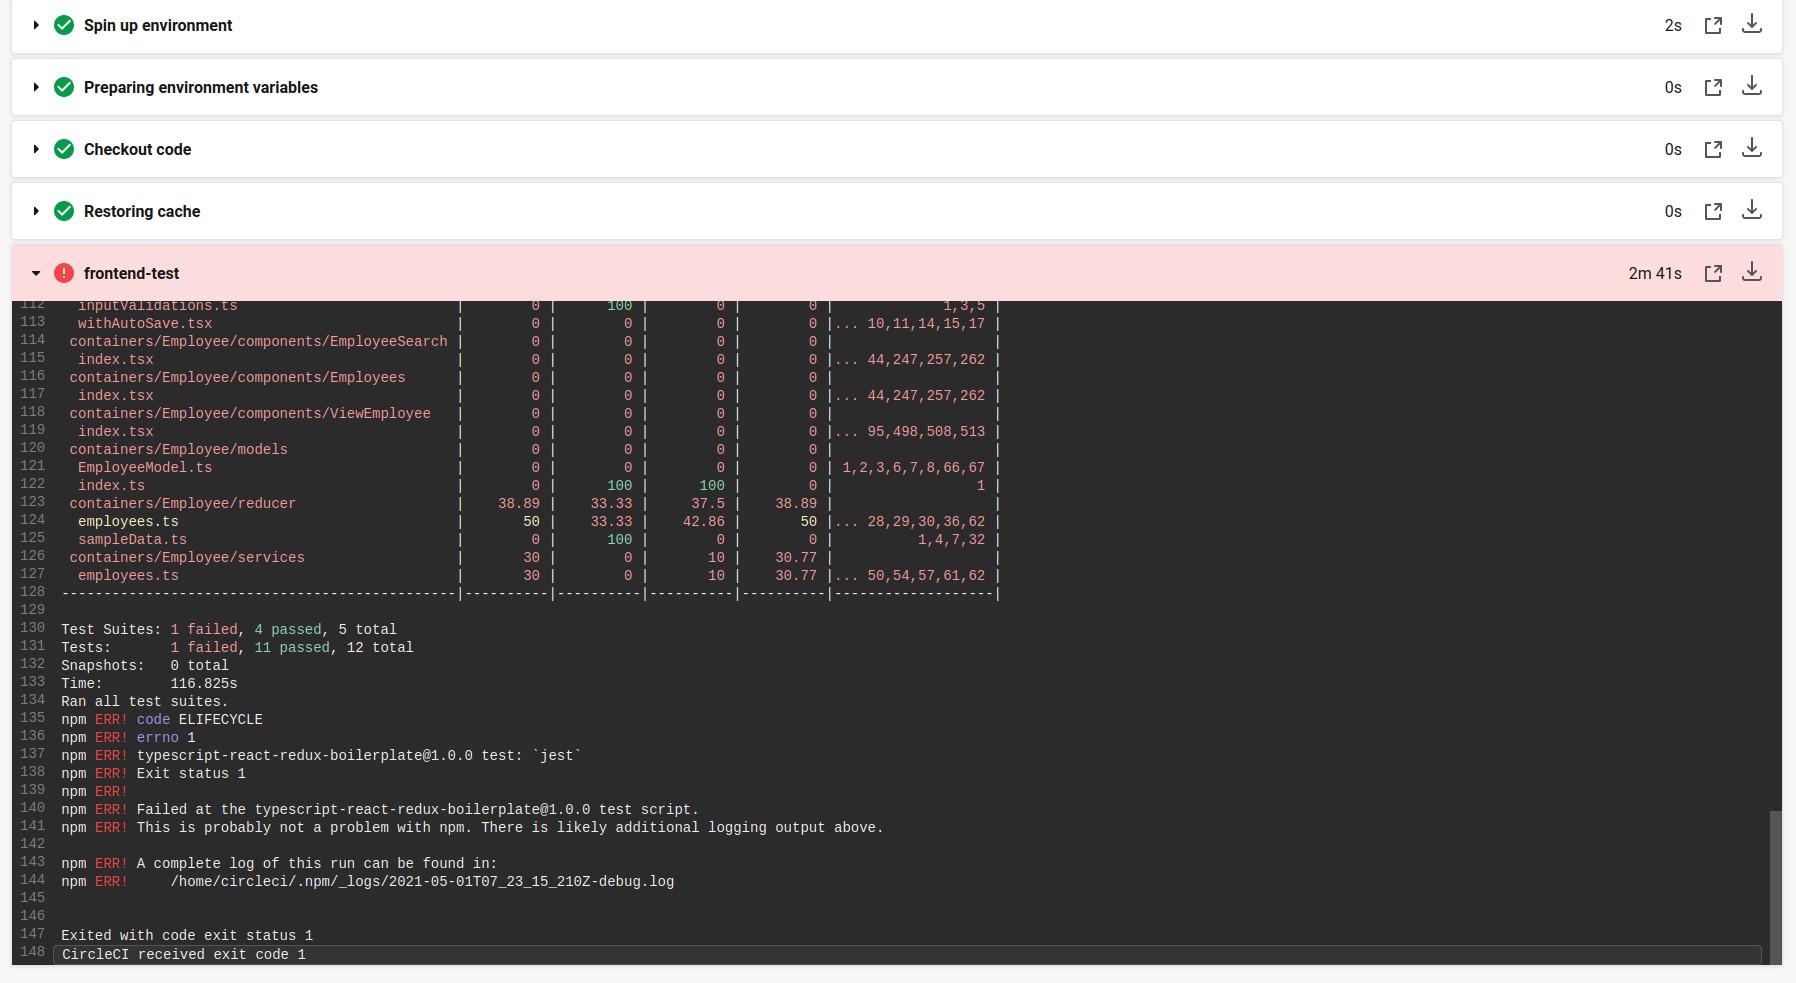 Spin up environment 2s
Preparing environment variables 0s
Checkout code 0s
Restoring cache 0s
frontend-test 2m 41s
112 inputValidations.ts | 0 | 100 | 0 | 0 | 1,3,5 |
113 withAutoSave.tsx | 0 | 0 | 0 | 0 |... 10,11,14,15,17 |
114 containers/Employee/components/EmployeeSearch | 0 | 0 | 0 | 0 | |
115 index.tsx | 0 | 0 | 0 | 0 |... 44,247,257,262 |
116 containers/Employee/components/Employees | 0 | 0 | 0 | 0 | |
117 index.tsx | 0 | 0 | 0 | 0 |... 44,247,257,262 |
118 containers/Employee/components/ViewEmployee | 0 | 0 | 0 | 0 | |
119 index.tsx | 0 | 0 | 0 | 0 |... 95,498,508,513 |
120 containers/Employee/models | 0 | 0 | 0 | 0 | |
121 EmployeeModel.ts | 0 | 0 | 0 | 0 | 1,2,3,6,7,8,66,67 |
122 index.ts | 0 | 100 | 100 | 0 | 1 |
123 containers/Employee/reducer | 38.89 | 33.33 | 37.5 | 38.89 | |
124 employees.ts | 50 | 33.33 | 42.86 | 50 |... 28,29,30,36,62 |
125 sampleData.ts | 0 | 100 | 0 | 0 | 1,4,7,32 |
126 containers/Employee/services | 30 | 0 | 10 | 30.77 | |
127 employees.ts | 30 | 0 | 10 | 30.77 |... 50,54,57,61,62 |
128 -----------------------------------------------|----------|----------|----------|----------|-------------------|
129
130 Test Suites: 1 failed, 4 passed, 5 total
131 Tests: 1 failed, 11 passed, 12 total
132 Snapshots: 0 total
133 Time: 116.825s
134 Ran all test suites.
135 npm ERR! code ELIFECYCLE
136 npm ERR! errno 1
137 npm ERR! typescript-react-redux-boilerplate@1.0.0 test: `jest`
138 npm ERR! Exit status 1
139 npm ERR!
140 npm ERR! Failed at the typescript-react-redux-boilerplate@1.0.0 test script.
141 npm ERR! This is probably not a problem with npm. There is likely additional logging output above.
142
143 npm ERR! A complete log of this run can be found in:
144 npm ERR! /home/circleci/.npm/_logs/2021-05-01T07_23_15_210Z-debug.log
145
146
147 Exited with code exit status 1
148 CircleCI received exit code 1